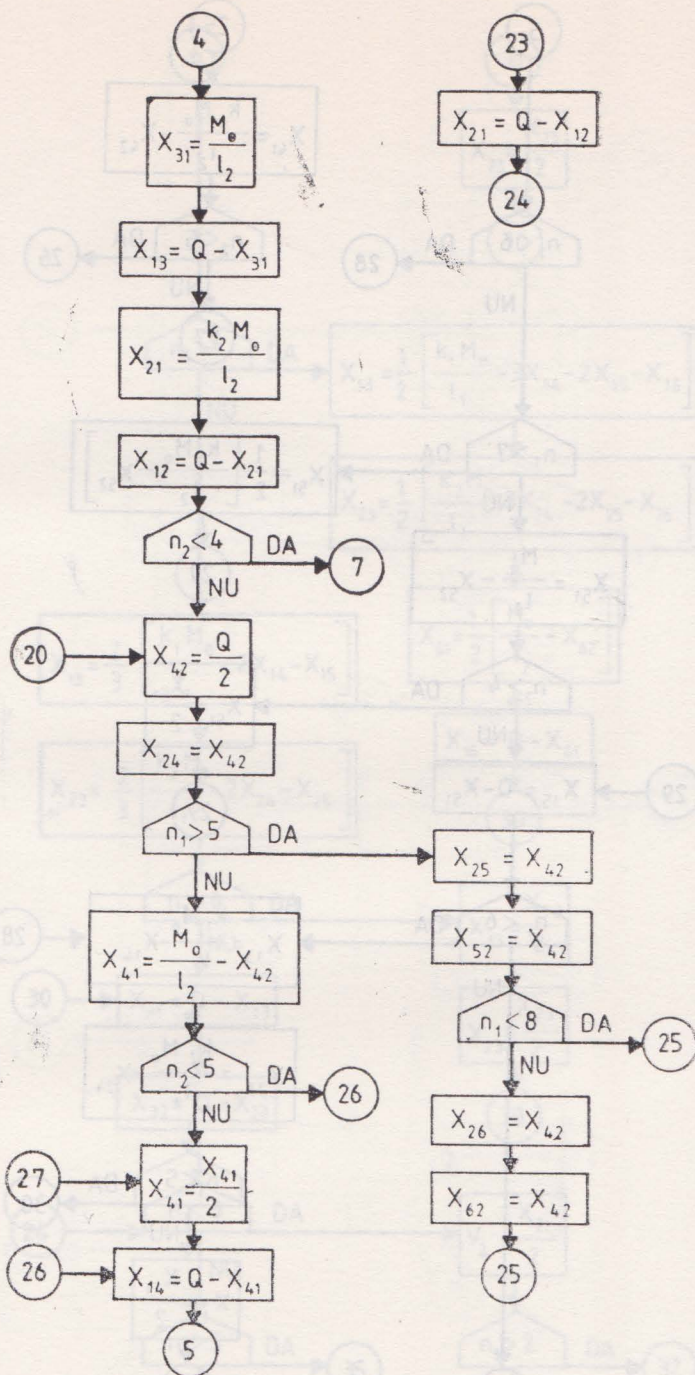 4
X₃₁ = M₀ / l₂
X₁₃ = Q - X₃₁
X₂₁ = k₂ M₀ / l₂
X₁₂ = Q - X₂₁
n₂ < 4 DA
7
NU
20
X₄₂ = Q / 2
X₂₄ = X₄₂
n₁ > 5 DA
NU
X₄₁ = M₀ / l₂ - X₄₂
n₂ < 5 DA
26
NU
27
X₄₁ = X₄₁ / 2
26
X₁₄ = Q - X₄₁
5
23
X₂₁ = Q - X₁₂
24
X₂₅ = X₄₂
X₅₂ = X₄₂
n₁ < 8 DA
25
NU
X₂₆ = X₄₂
X₆₂ = X₄₂
25